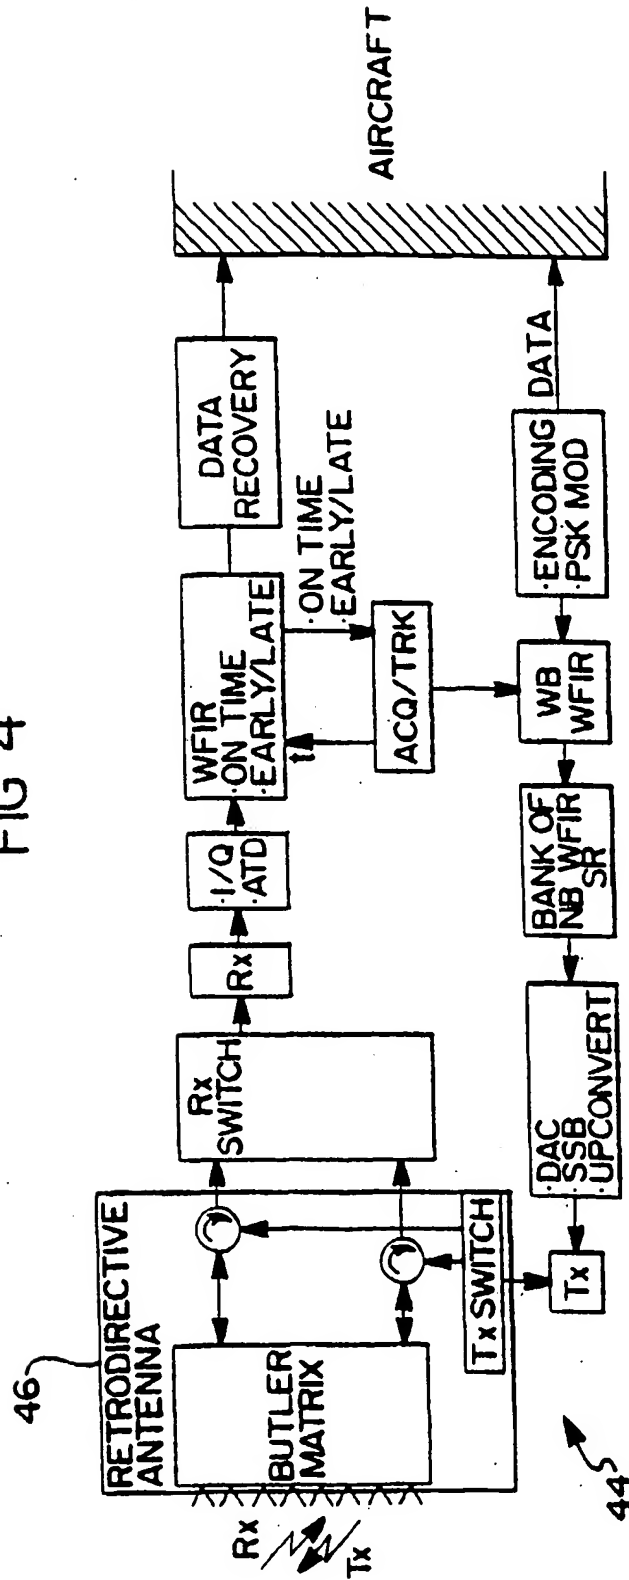 FIG 4
46
RETRODIRECTIVE
ANTENNA
Rx
Tx
BUTLER
MATRIX
Tx SWITCH
Rx
SWITCH
Rx
·I/Q
·ATD
WFIR
·ON TIME
·EARLY/LATE
t
·ON TIME
·EARLY/LATE
ACQ/TRK
DATA
RECOVERY
AIRCRAFT
Tx
·DAC
·SSB
·UPCONVERT
BANK OF
NB WFIR
SR
WB
WFIR
·ENCODING
·PSK MOD
DATA
44